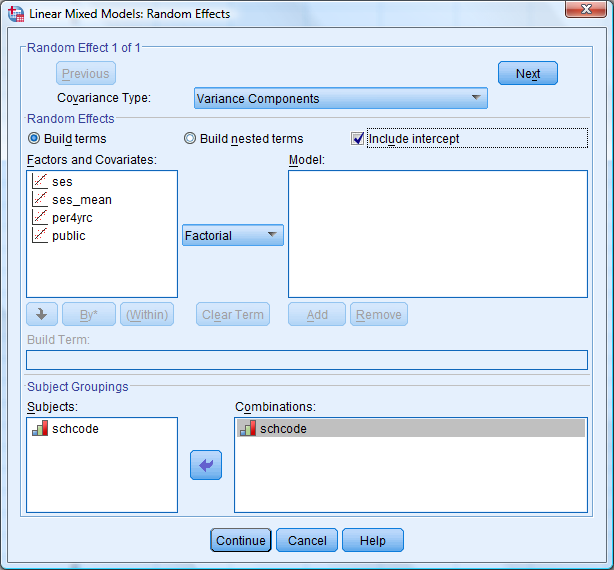 Linear Mixed Models: Random Effects
Random Effect 1 of 1
Previous
Next
Covariance Type:
Variance Components
Random Effects
Build terms
Build nested terms
Include intercept
Factors and Covariates:
Model:
ses
ses_mean
per4yrc
public
Factorial
By*
(Within)
Clear Term
Add
Remove
Build Term:
Subject Groupings
Subjects:
Combinations:
schcode
schcode
Continue
Cancel
Help